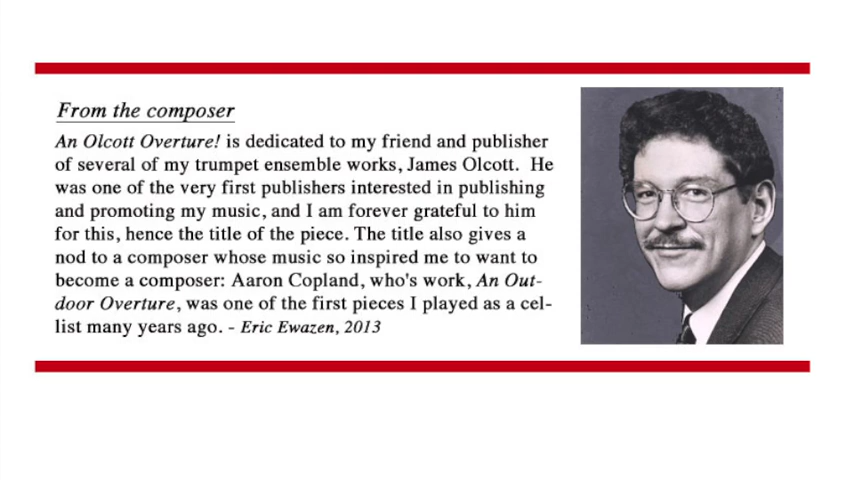 From the composer
An Olcott Overture! is dedicated to my friend and publisher
of several of my trumpet ensemble works, James Olcott.  He
was one of the very first publishers interested in publishing
and promoting my music, and I am forever grateful to him
for this, hence the title of the piece. The title also gives a
nod to a composer whose music so inspired me to want to
become a composer: Aaron Copland, who's work, An Out-
door Overture, was one of the first pieces I played as a cel-
list many years ago. - Eric Ewazen, 2013